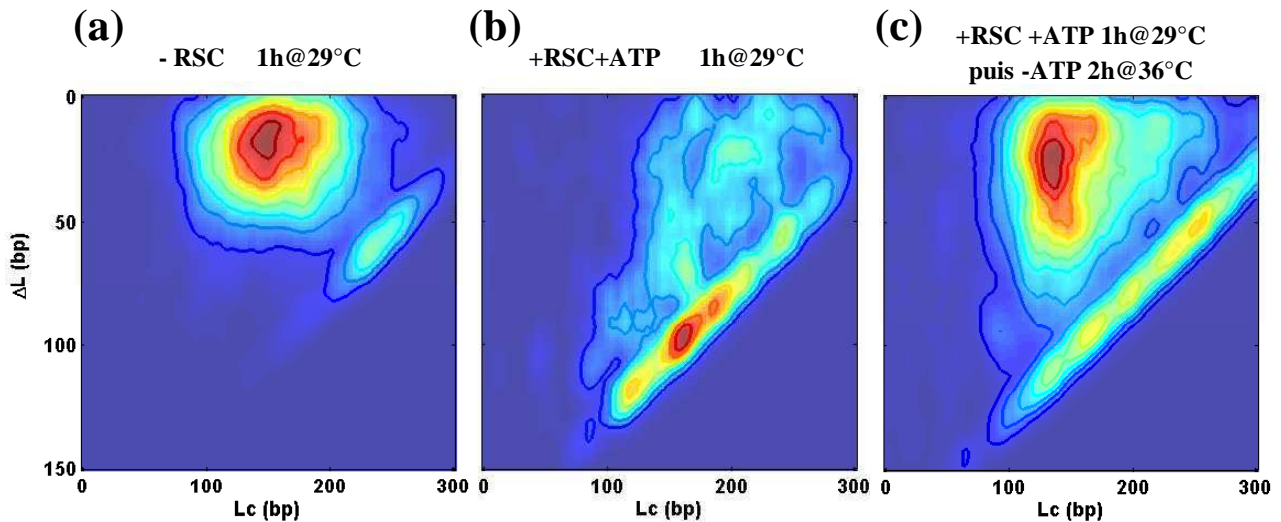 (a)
- RSC 1h@29°C
(b)
+RSC+ATP 1h@29°C
(c)
+RSC +ATP 1h@29°C
puis -ATP 2h@36°C
0
50
100
150
ΔL (bp)
0 100 200 300
Lc (bp)
0 100 200 300
Lc (bp)
0 100 200 300
Lc (bp)